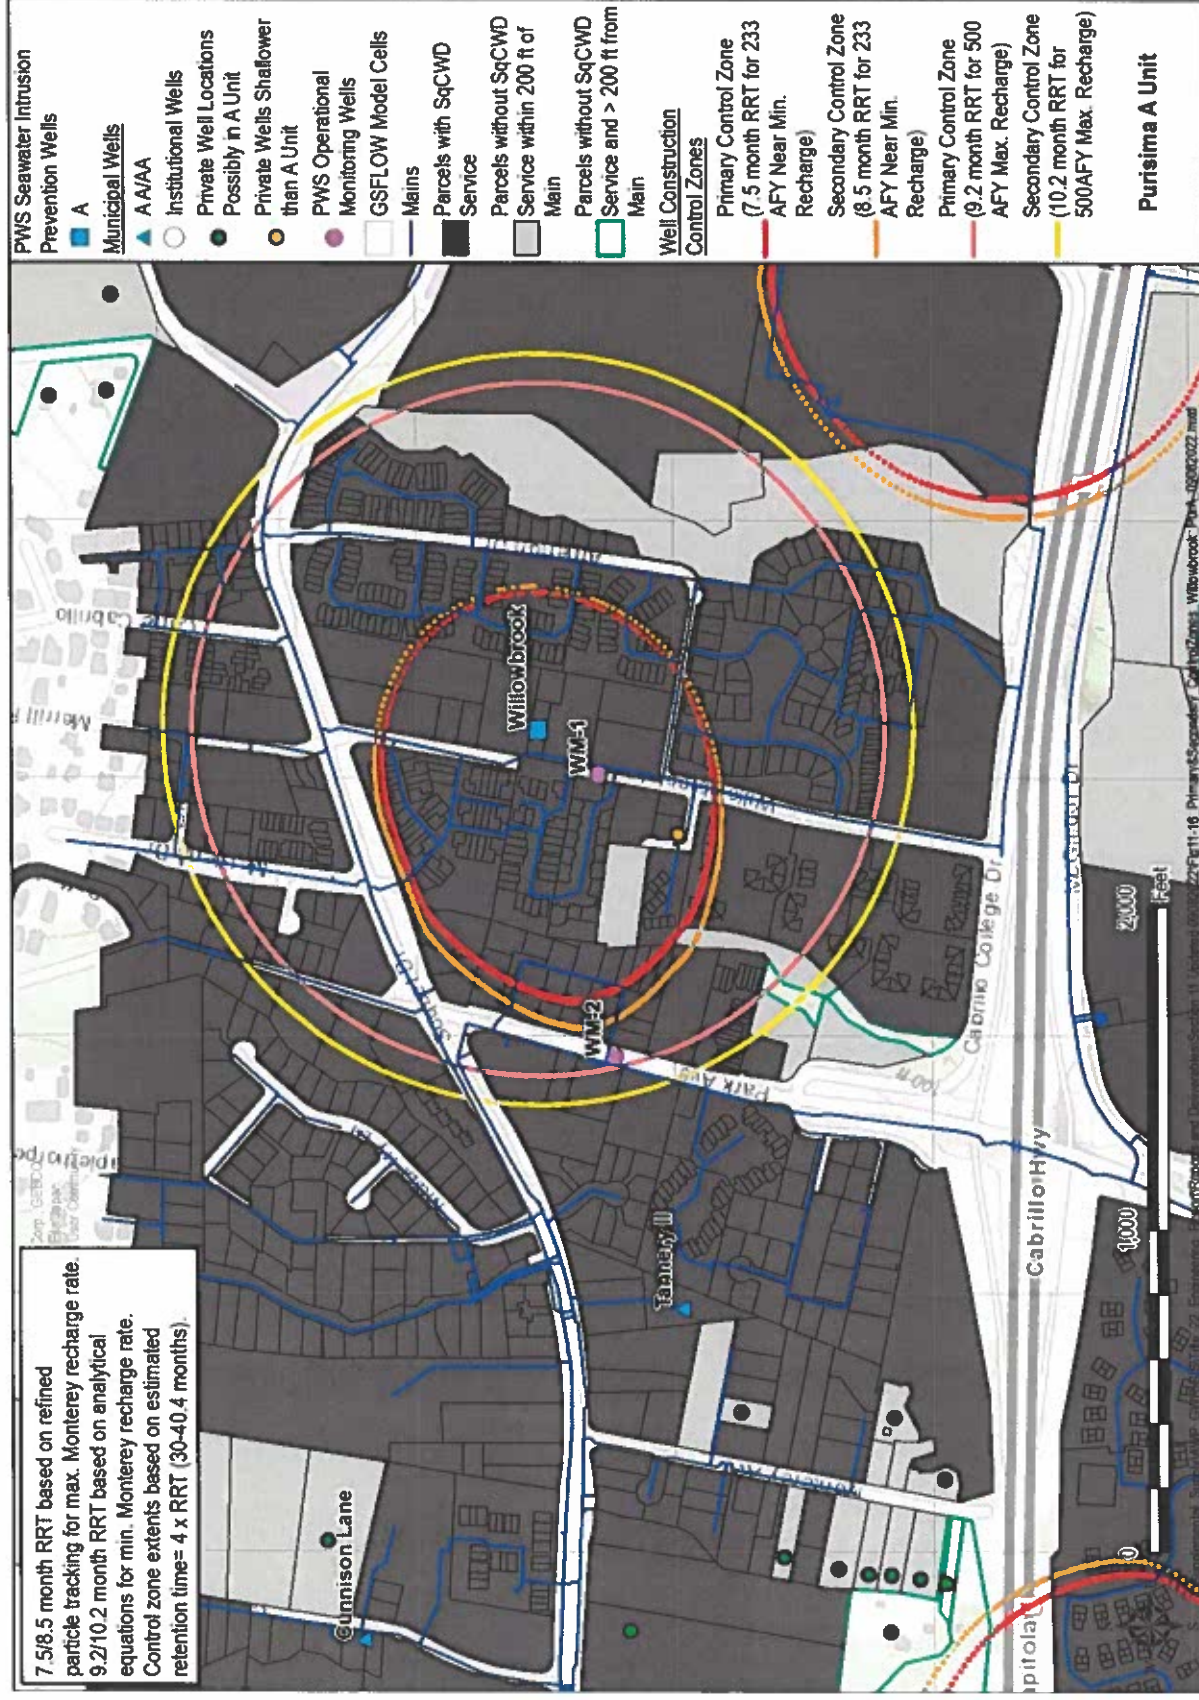 7.5/8.5 month RRT based on refined
particle tracking for max. Monterey recharge rate.
9.2/10.2 month RRT based on analytical
equations for min. Monterey recharge rate.
Control zone extents based on estimated
retention time= 4 x RRT (30-40.4 months).
Cabrillo
Willowbrook
WM-1
WM-2
Park Ave
Tannery II
Gunnison Lane
Cabrillo College Dr
100 ft
Cabrillo Hwy
McGregor Dr
0
1,000
2,000
Feet
PWS Seawater Intrusion
Prevention Wells
A
Municipal Wells
A A/AA
Institutional Wells
Private Well Locations
Possibly in A Unit
Private Wells Shallower
than A Unit
PWS Operational
Monitoring Wells
GSFLOW Model Cells
Mains
Parcels with SqCWD
Service
Parcels without SqCWD
Service within 200 ft of
Main
Parcels without SqCWD
Service and > 200 ft from
Main
Well Construction
Control Zones
Primary Control Zone
(7.5 month RRT for 233
AFY Near Min.
Recharge)
Secondary Control Zone
(8.5 month RRT for 233
AFY Near Min.
Recharge)
Primary Control Zone
(9.2 month RRT for 500
AFY Max. Recharge)
Secondary Control Zone
(10.2 month RRT for
500AFY Max. Recharge)
Purisima A Unit